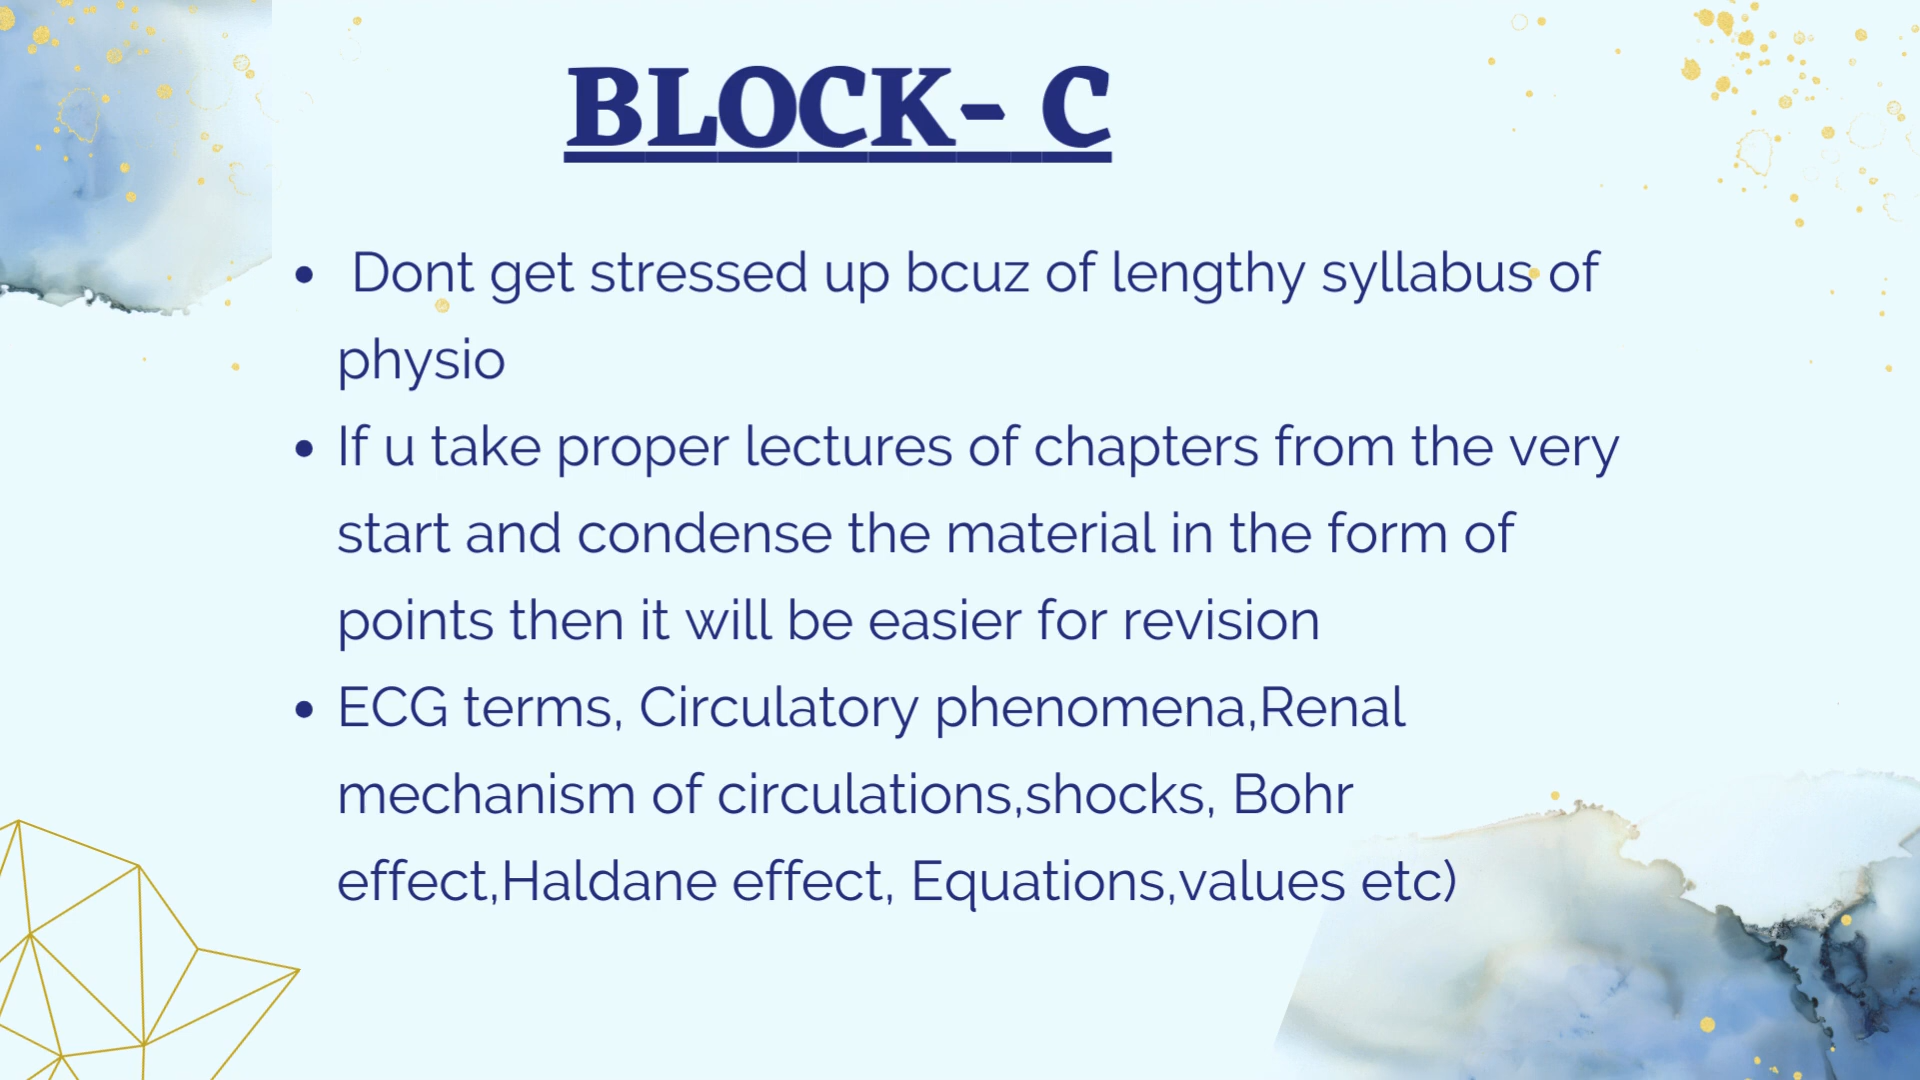 BLOCK- C
• Dont get stressed up bcuz of lengthy syllabus of
physio
• If u take proper lectures of chapters from the very
start and condense the material in the form of
points then it will be easier for revision
• ECG terms, Circulatory phenomena,Renal
mechanism of circulations,shocks, Bohr
effect,Haldane effect, Equations,values etc)